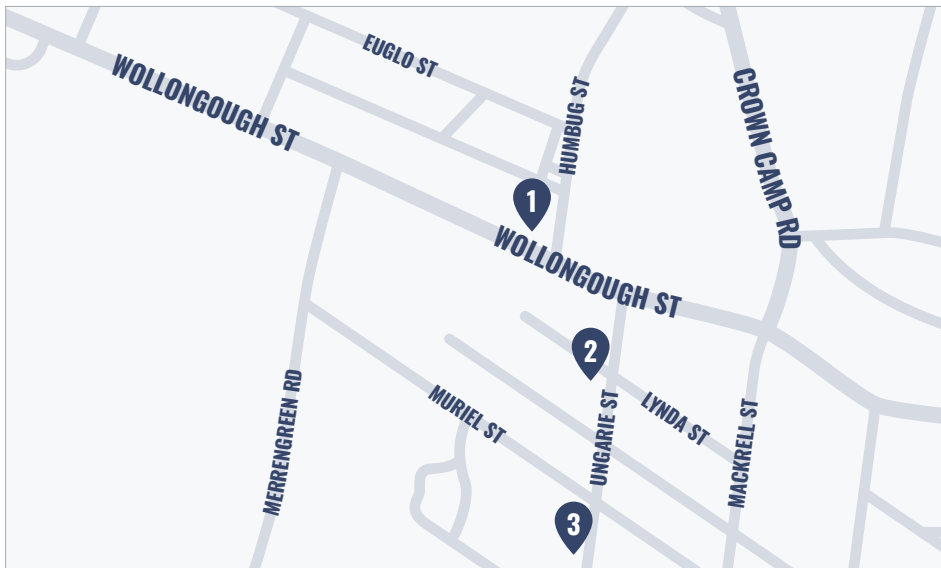 EUGLO ST
WOLLONGOUGH ST
HUMBUG ST
CROWN CAMP RD
1
WOLLONGOUGH ST
2
MERRENGREEN RD
MURIEL ST
UNGARIE ST
LYNDA ST
MACKRELL ST
3